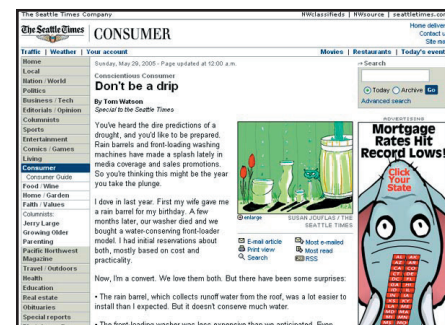 The Seattle Times Company
NWclassifieds | NWsource | seattletimes.com
The Seattle Times
CONSUMER
Home delivery
Contact us
Site map
Traffic | Weather | Your account
Movies | Restaurants | Today's events
Home
Local
Nation / World
Politics
Business / Tech
Editorials / Opinion
Columnists
Sports
Entertainment
Comics / Games
Living
Consumer
Consumer Guide
Food / Wine
Home / Garden
Faith / Values
Columnists:
Jerry Large
Growing Older
Parenting
Pacific Northwest
Magazine
Travel / Outdoors
Health
Education
Real estate
Obituaries
Special reports
Sunday, May 29, 2005 - Page updated at 12:00 a.m.
Conscientious Consumer
Don't be a drip
By Tom Watson
Special to the Seattle Times
You've heard the dire predictions of a
drought, and you'd like to be prepared.
Rain barrels and front-loading washing
machines have made a splash lately in
media coverage and sales promotions.
So you're thinking this might be the year
you take the plunge.
I dove in last year. First my wife gave me
a rain barrel for my birthday. A few
months later, our washer died and we
bought a water-conserving front-loader
model. I had initial reservations about
both, mostly based on cost and
practicality.
Now, I'm a convert. We love them both. But there have been some surprises:
• The rain barrel, which collects runoff water from the roof, was a lot easier to
install than I expected. But it doesn't conserve much water.
• The front-loading washer was less expensive than we anticipated. Even
enlarge
SUSAN JOUFLAS / THE
SEATTLE TIMES
E-mail article
Print view
Search
Most e-mailed
Most read
RSS
Search
Today
Archive
Go
Advanced search
ADVERTISING
Mortgage
Rates Hit
Record Lows!
Click
Your
State